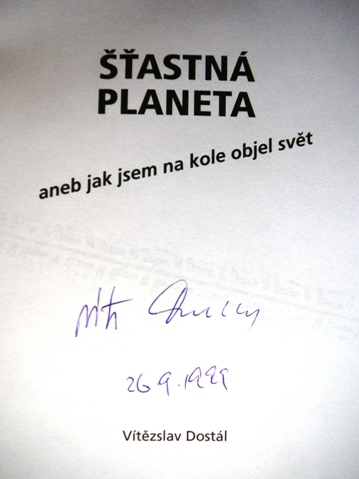 ŠŤASTNÁ
PLANETA
aneb jak jsem na kole objel svět
26.9.1999
Vítězslav Dostál